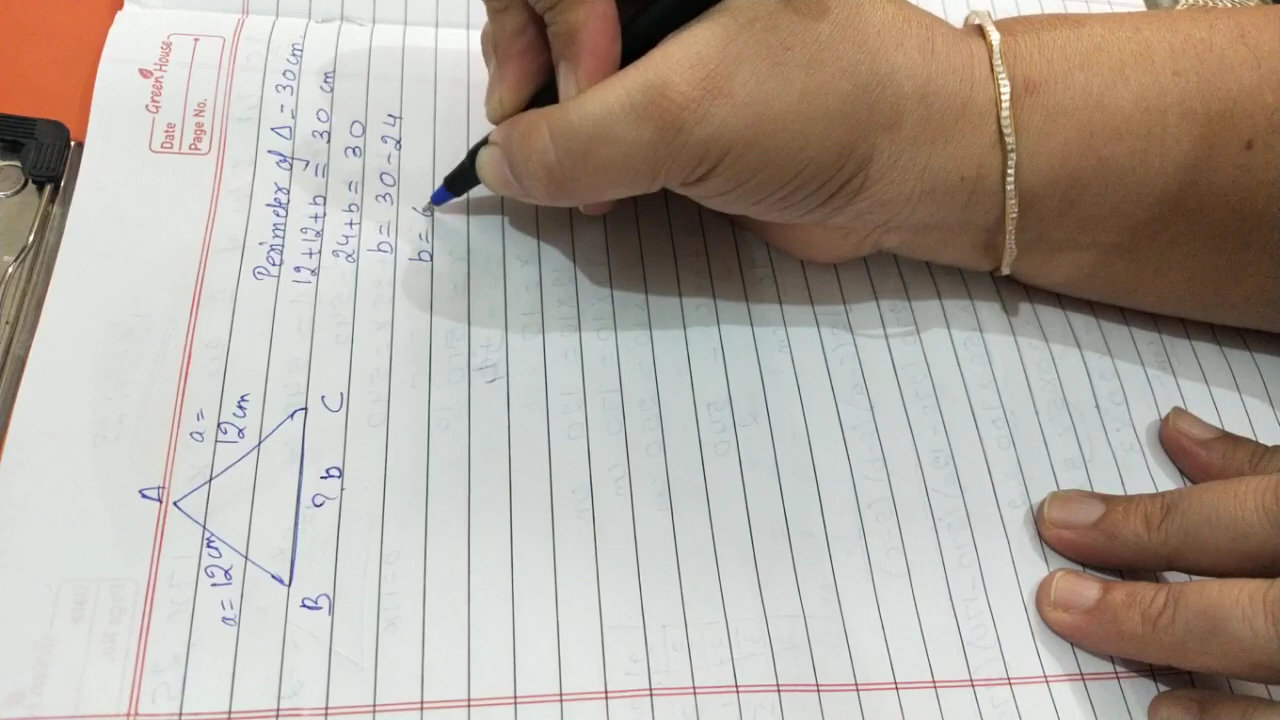 Green House
Date
Page No.
A
a = 12 cm
a =
12 cm
B
? b
C
Perimeter of Δ = 30 cm.
12+12+b = 30 cm
24+b = 30
b = 30-24
b =